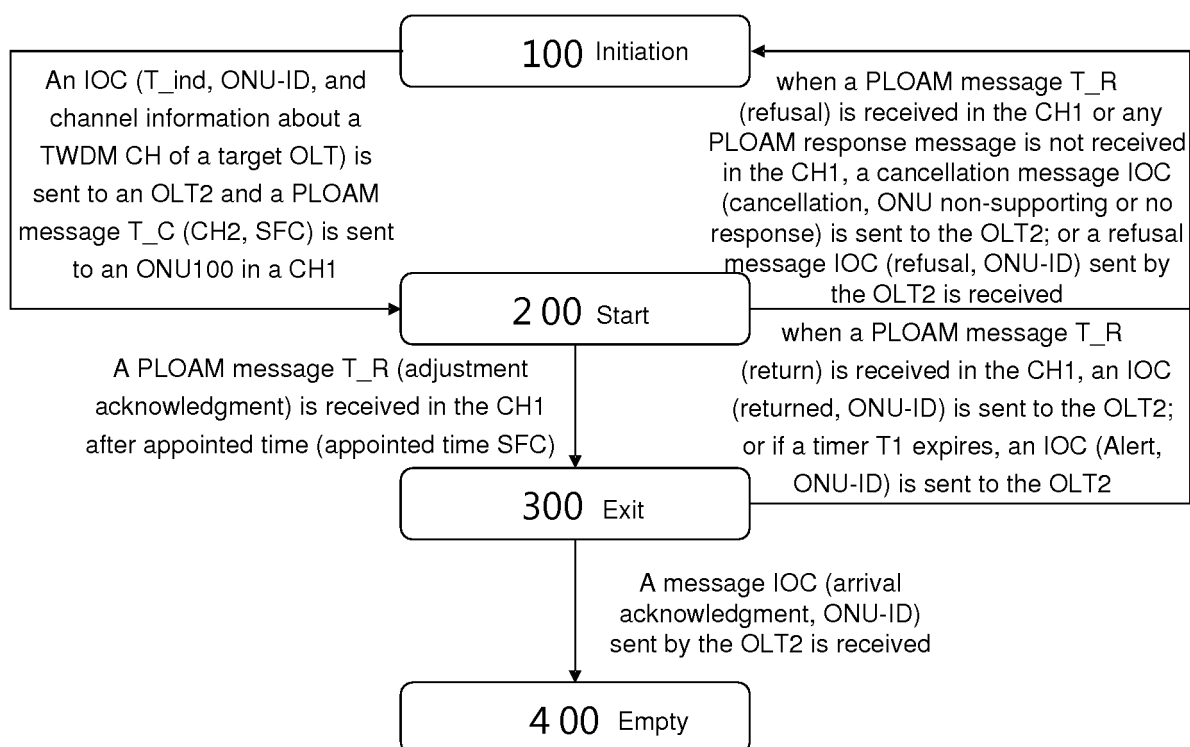 100 Initiation
An IOC (T_ind, ONU-ID, and
channel information about a
TWDM CH of a target OLT) is
sent to an OLT2 and a PLOAM
message T_C (CH2, SFC) is sent
to an ONU100 in a CH1
when a PLOAM message T_R
(refusal) is received in the CH1 or any
PLOAM response message is not received
in the CH1, a cancellation message IOC
(cancellation, ONU non-supporting or no
response) is sent to the OLT2; or a refusal
message IOC (refusal, ONU-ID) sent by
the OLT2 is received
2 00 Start
A PLOAM message T_R (adjustment
acknowledgment) is received in the CH1
after appointed time (appointed time SFC)
when a PLOAM message T_R
(return) is received in the CH1, an IOC
(returned, ONU-ID) is sent to the OLT2;
or if a timer T1 expires, an IOC (Alert,
ONU-ID) is sent to the OLT2
300 Exit
A message IOC (arrival
acknowledgment, ONU-ID)
sent by the OLT2 is received
4 00 Empty